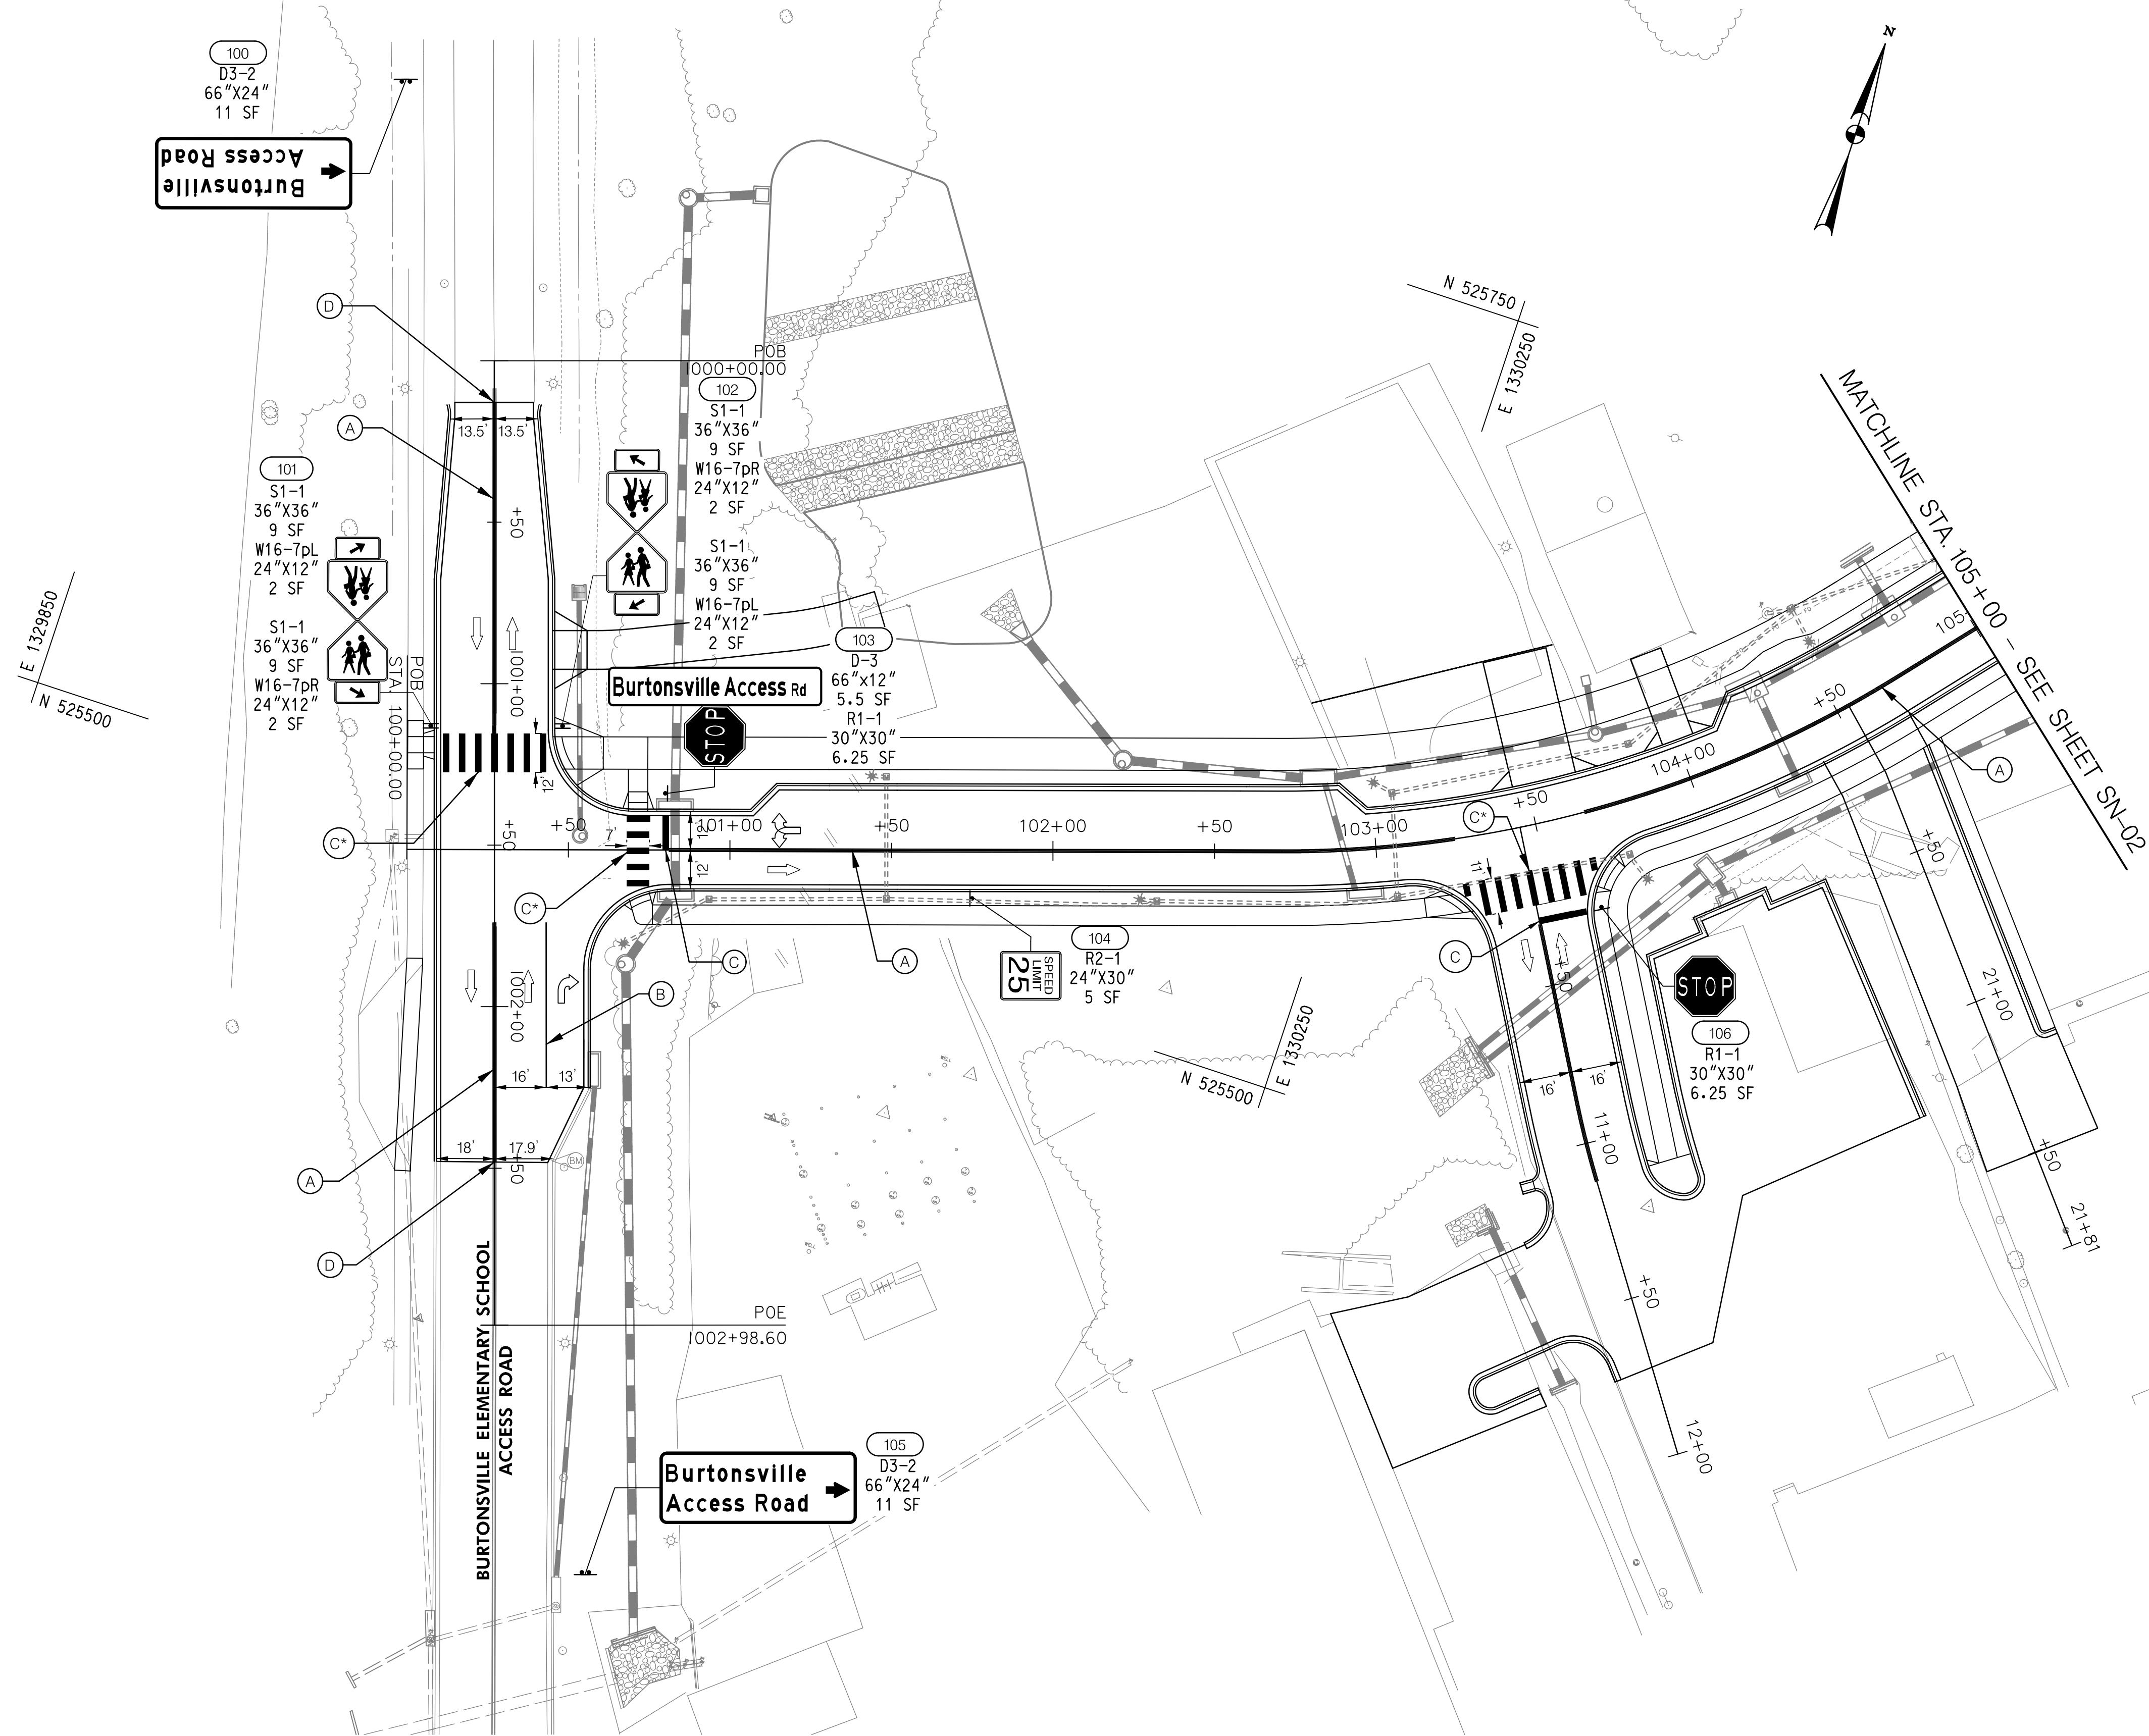 N
100
D3-2
66"X24"
11 SF
Burtonsville
Access Road
D
A
POB
1000+00.00
13.5'
13.5'
N 525750
E 1330250
MATCHLINE STA. 105+00 - SEE SHEET SN-02
102
S1-1
36"X36"
9 SF
W16-7pR
24"X12"
2 SF
S1-1
36"X36"
9 SF
W16-7pL
24"X12"
2 SF
101
S1-1
36"X36"
9 SF
W16-7pL
24"X12"
2 SF
S1-1
36"X36"
9 SF
W16-7pR
24"X12"
2 SF
E 1329850
N 525500
POB
STA. 100+00.00
+50
1001+00
+50
1002+00
+50
103
D-3
66"x12"
5.5 SF
R1-1
30"X30"
6.25 SF
Burtonsville Access Rd
STOP
12'
C*
7'
C*
12'
12'
+50
101+00
+50
102+00
+50
103+00
+50
104+00
+50
105
A
C*
11'
C
A
C
B
104
R2-1
24"X30"
5 SF
SPEED
LIMIT
25
STOP
106
R1-1
30"X30"
6.25 SF
+50
11+00
+50
12+00
16'
16'
+50
21+00
+50
21+81
16'
13'
18'
17.9'
BM
A
D
N 525500
E 1330250
WELL
WELL
POE
1002+98.60
BURTONSVILLE ELEMENTARY SCHOOL
ACCESS ROAD
105
D3-2
66"X24"
11 SF
Burtonsville
Access Road